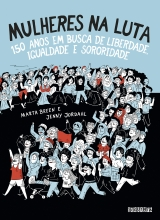 MULHERES NA LUTA
150 ANOS EM BUSCA DE LIBERDADE,
IGUALDADE E SORORIDADE
MARTA BREEN E
JENNY JORDAHL